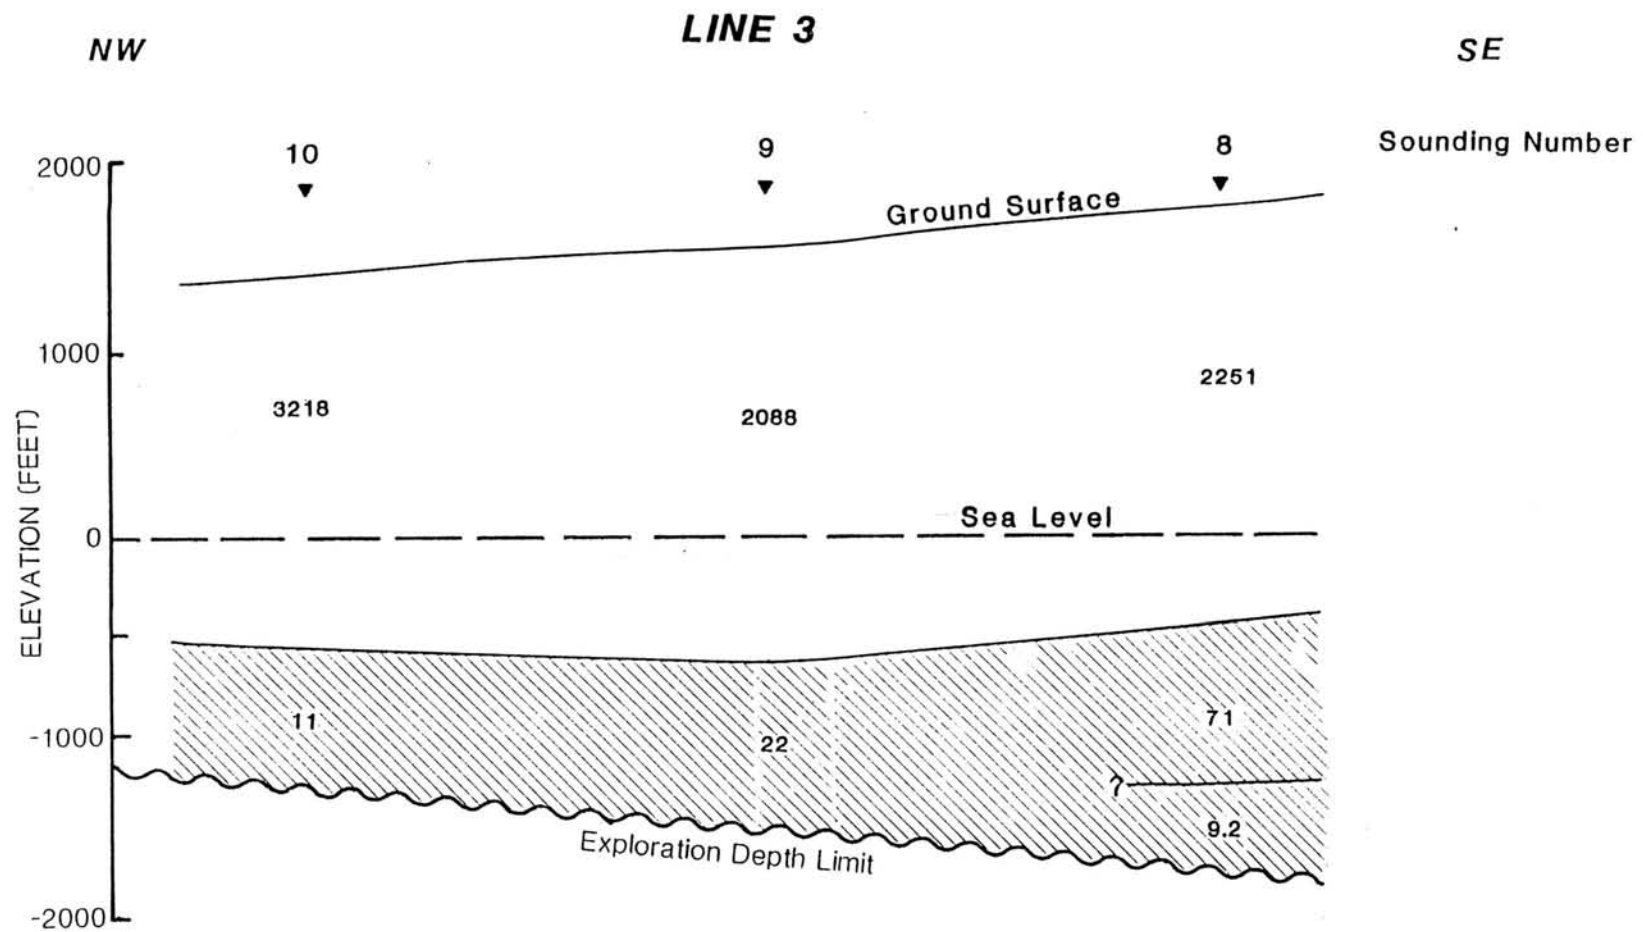 LINE 3
NW
SE
10
9
8
Sounding Number
2000
Ground Surface
1000
2251
3218
2088
ELEVATION (FEET)
Sea Level
0
11
71
-1000
22
?
9.2
Exploration Depth Limit
-2000